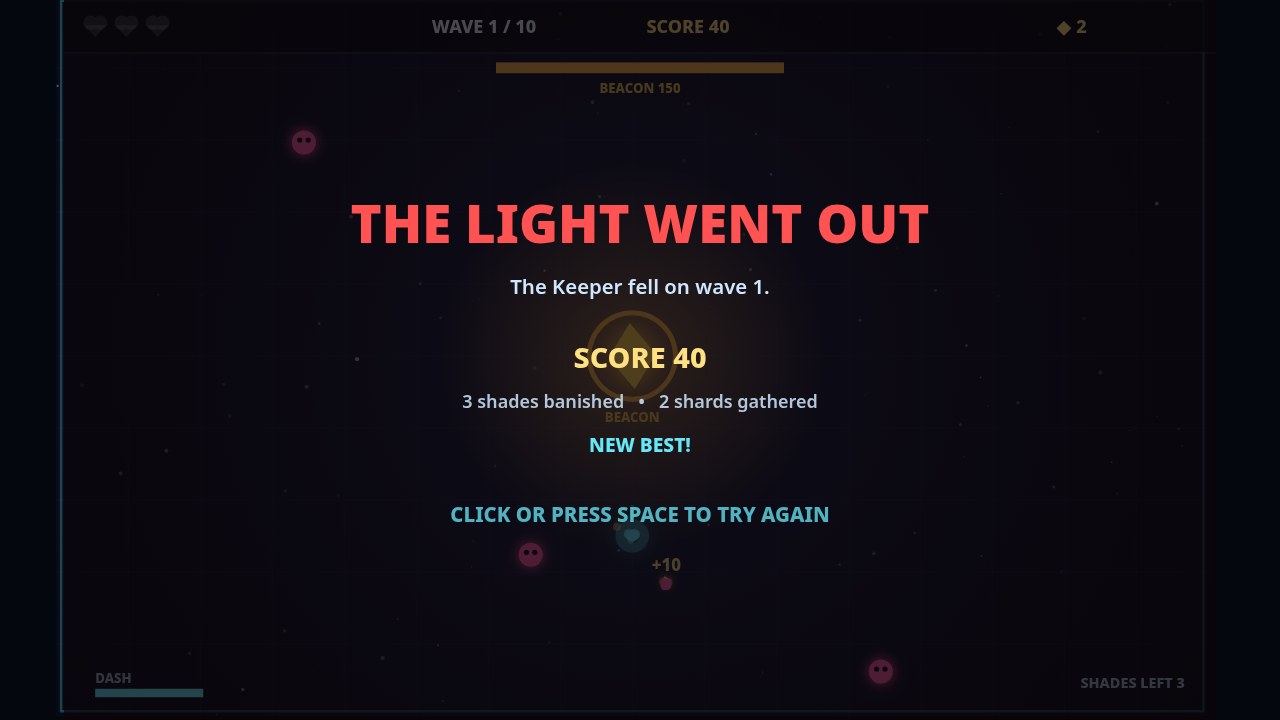 WAVE 1 / 10
SCORE 40
◆ 2
BEACON 150
THE LIGHT WENT OUT
The Keeper fell on wave 1.
SCORE 40
3 shades banished • 2 shards gathered
BEACON
NEW BEST!
CLICK OR PRESS SPACE TO TRY AGAIN
+10
DASH
SHADES LEFT 3